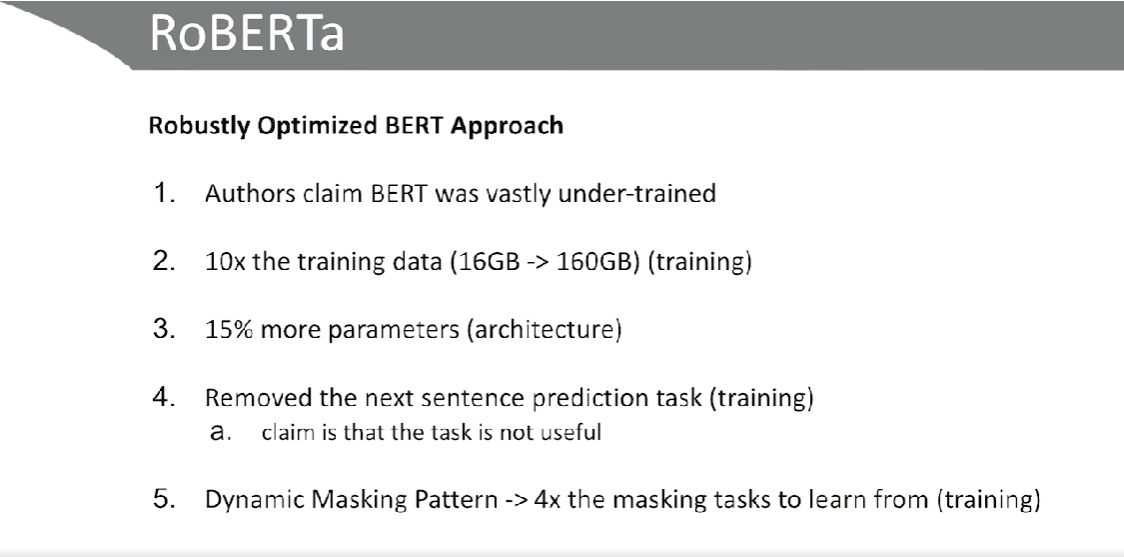 RoBERTa
Robustly Optimized BERT Approach
1. Authors claim BERT was vastly under-trained
2. 10x the training data (16GB -> 160GB) (training)
3. 15% more parameters (architecture)
4. Removed the next sentence prediction task (training)
a. claim is that the task is not useful
5. Dynamic Masking Pattern -> 4x the masking tasks to learn from (training)